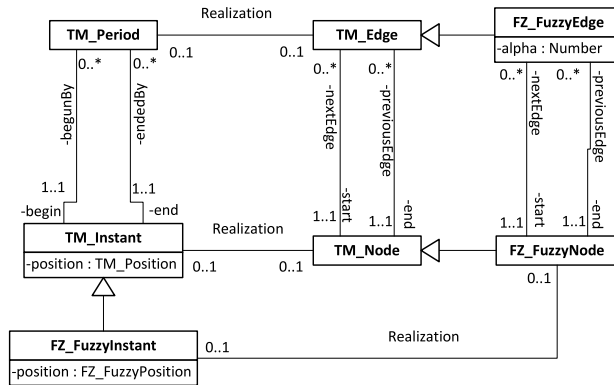 Realization
TM_Period
TM_Edge
FZ_FuzzyEdge
-alpha : Number
0..1
0..1
0..*
0..*
0..*
0..*
0..*
0..*
-begunBy
-endedBy
-nextEdge
-previousEdge
-nextEdge
-previousEdge
1..1
1..1
-begin
-end
-start
-end
-start
-end
1..1
1..1
1..1
1..1
Realization
TM_Instant
-position : TM_Position
TM_Node
FZ_FuzzyNode
0..1
0..1
0..1
Realization
FZ_FuzzyInstant
-position : FZ_FuzzyPosition
0..1